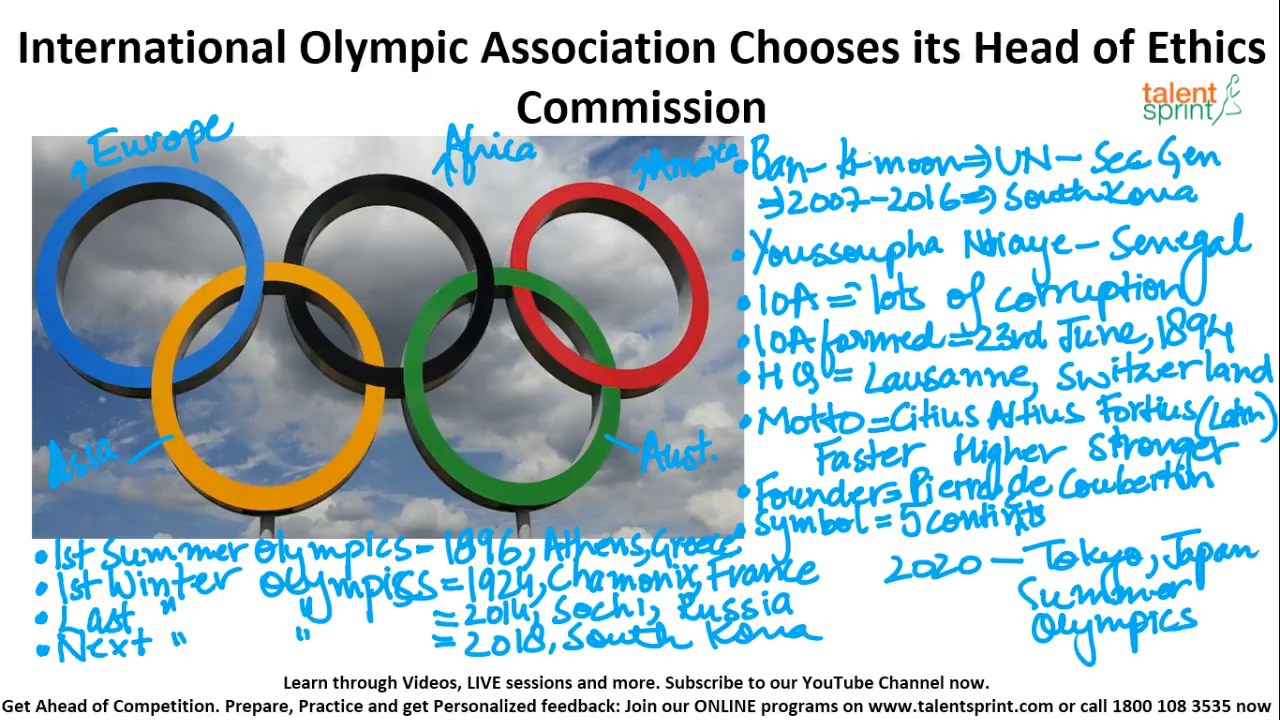 International Olympic Association Chooses its Head of Ethics
Commission
talent
sprint
Europe
Africa
America
Asia
Aust.
• Ban-ki-moon ⇒ UN - Sec Gen
⇒ 2007-2016 ⇒ South Korea
• Youssoupha Ndiaye - Senegal
• IOA = lots of corruption
• IOA formed = 23rd June, 1894
• HQ = Lausanne, Switzerland
• Motto = Citius Altius Fortius (Latin)
Faster Higher Stronger
• Founder = Pierre de Coubertin
• Symbol = 5 contints
• 1st Summer Olympics = 1896, Athens, Greece
• 1st Winter Olympics = 1924, Chamonix, France
• Last " " = 2014, Sochi, Russia
• Next " " = 2018, South Korea
2020 - Tokyo, Japan
Summer
Olympics
Learn through Videos, LIVE sessions and more. Subscribe to our YouTube Channel now.
Get Ahead of Competition. Prepare, Practice and get Personalized feedback: Join our ONLINE programs on www.talentsprint.com or call 1800 108 3535 now